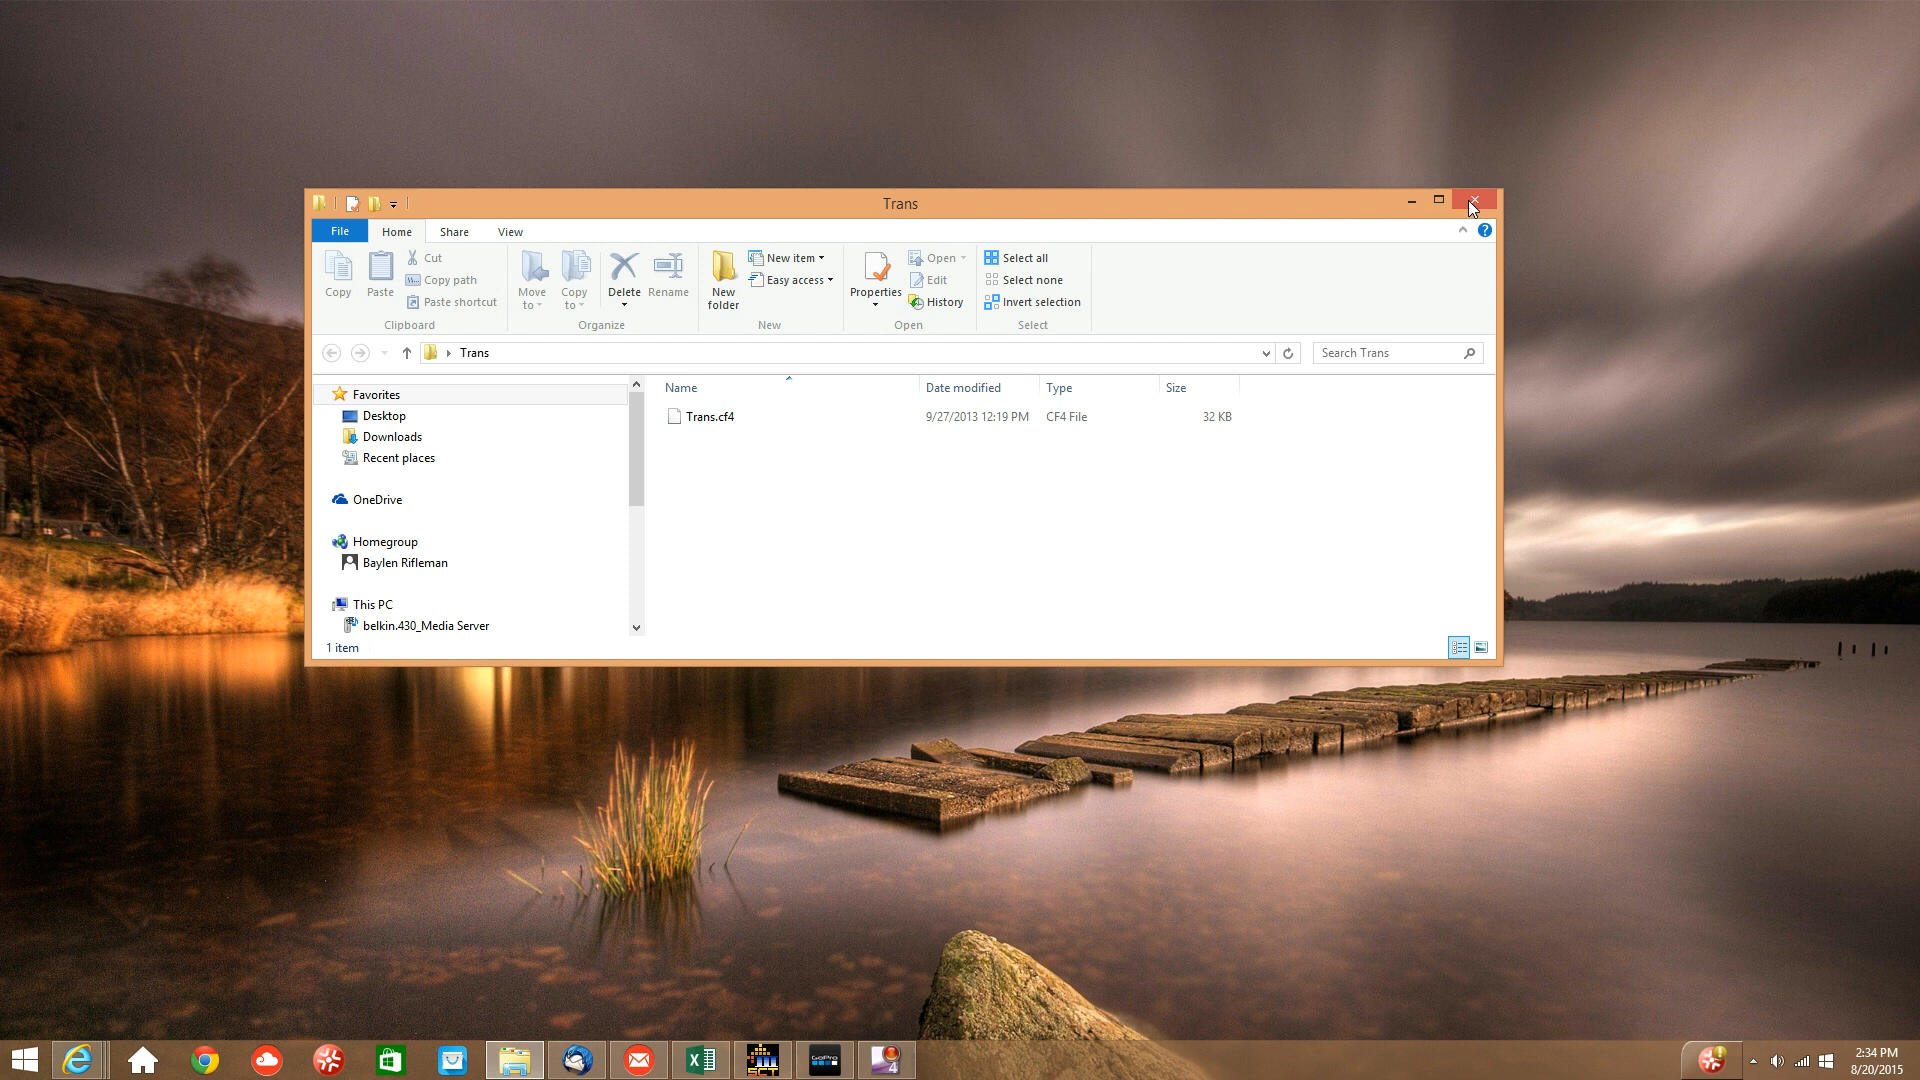 Trans
File Home Share View
Copy
Paste
Cut
Copy path
Paste shortcut
Clipboard
Move to
Copy to
Delete
Rename
Organize
New folder
New item
Easy access
New
Properties
Open
Edit
History
Open
Select all
Select none
Invert selection
Select
Trans
Search Trans
Favorites
Desktop
Downloads
Recent places
OneDrive
Homegroup
Baylen Rifleman
This PC
belkin.430_Media Server
Name Date modified Type Size
Trans.cf4 9/27/2013 12:19 PM CF4 File 32 KB
1 item
SCT
GoPro
4
2:34 PM
8/20/2015